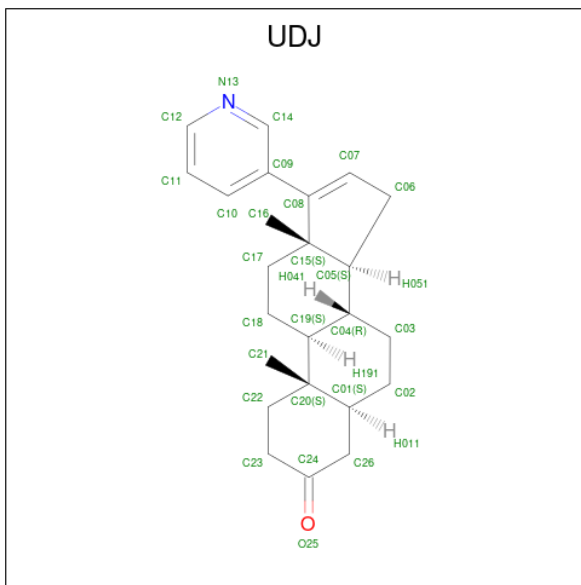 UDJ
N13
C12 C14
C09 C07
C11 C08 C06
C10 C16
C17 C15(S)
H041 C05(S) H H051
H
C18 C19(S) C04(R) C03
C21 H H191
C20(S) C01(S) C02
C22 H
H011
C23 C24 C26
O
O25